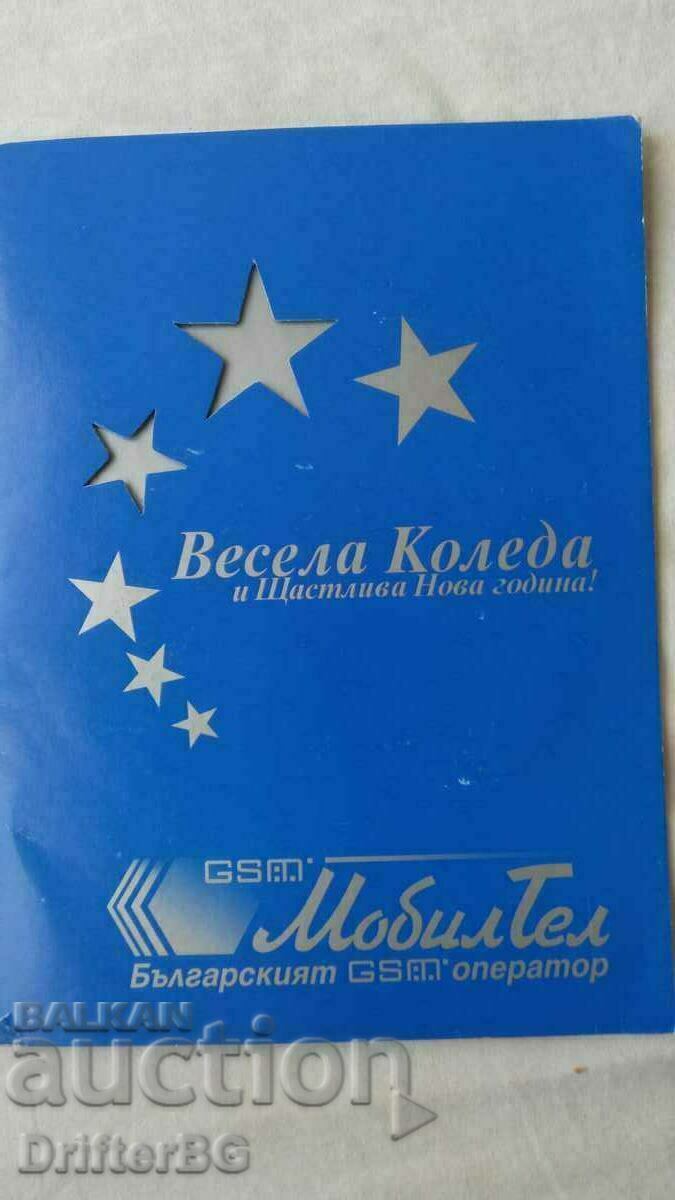 Весела Коледа
и Щастлива Нова година!
GSM
МобилТел
Българският GSM оператор
BALKAN
auction
DrifterBG